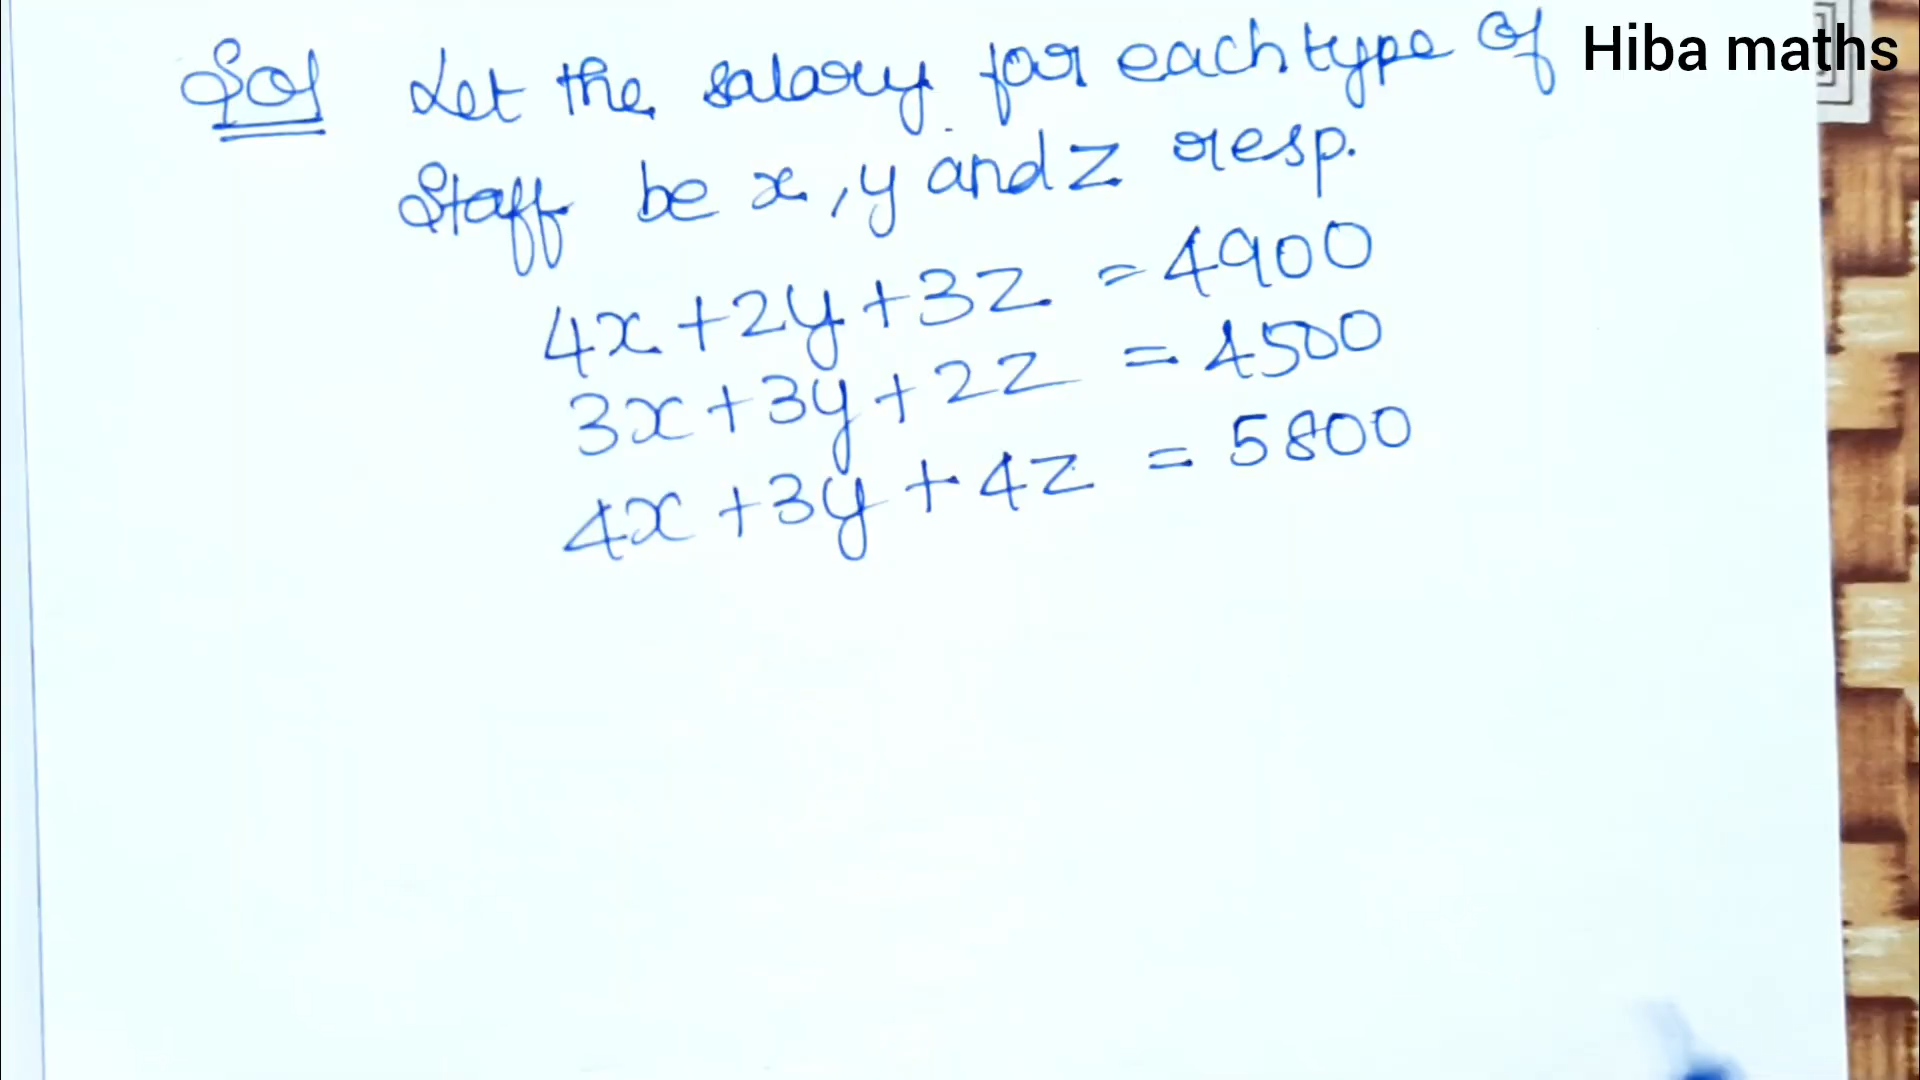 Sol Let the salary for each type of
Hiba maths
Staff be x, y and z resp.
4x + 2y + 3z = 4900
3x + 3y + 2z = 4500
4x + 3y + 4z = 5800